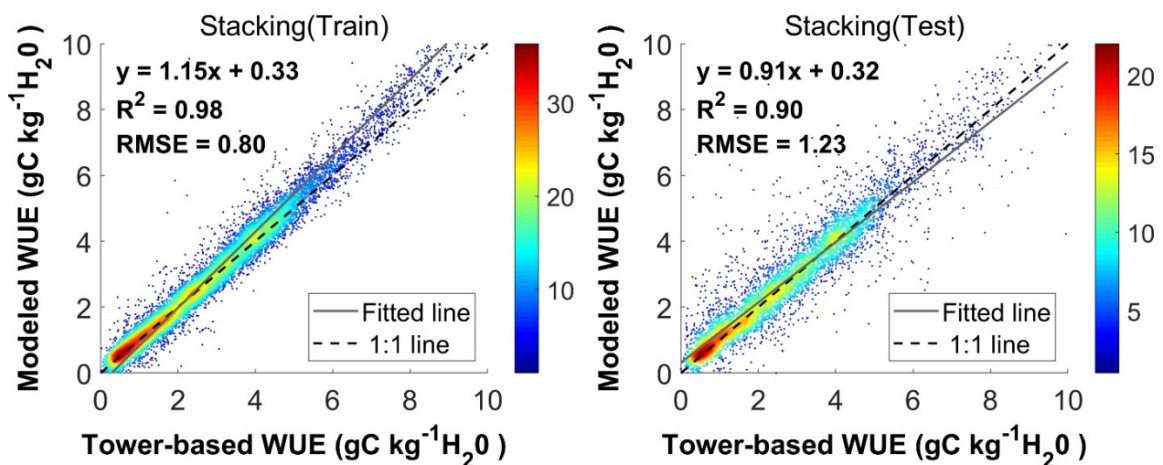 Stacking(Train)
y = 1.15x + 0.33
R² = 0.98
RMSE = 0.80
Modeled WUE (gC kg⁻¹H₂0)
10
8
6
4
2
0
Fitted line
1:1 line
0 2 4 6 8 10
Tower-based WUE (gC kg⁻¹H₂0 )
30
20
10
Stacking(Test)
y = 0.91x + 0.32
R² = 0.90
RMSE = 1.23
Modeled WUE (gC kg⁻¹H₂0)
10
8
6
4
2
0
Fitted line
1:1 line
0 2 4 6 8 10
Tower-based WUE (gC kg⁻¹H₂0 )
20
15
10
5